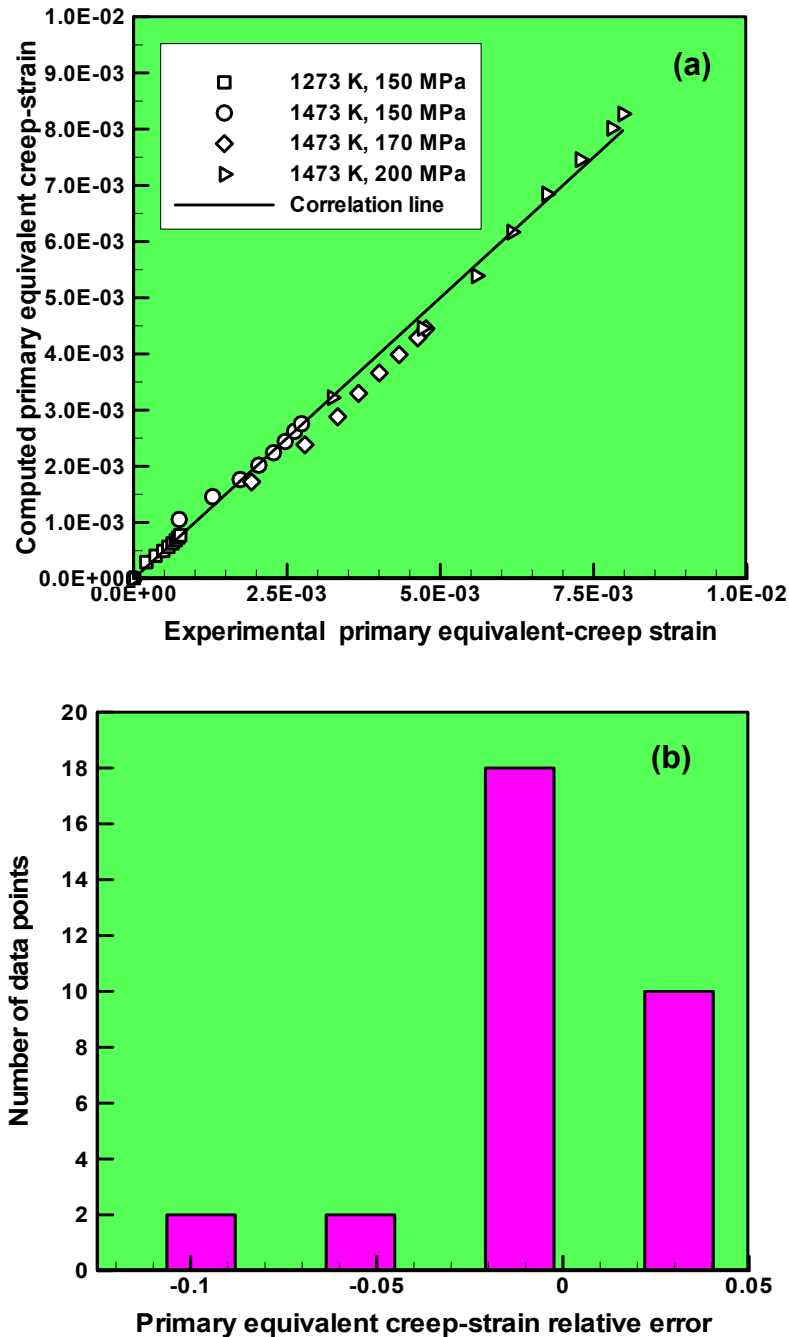 1.0E-02
9.0E-03
8.0E-03
7.0E-03
6.0E-03
5.0E-03
4.0E-03
3.0E-03
2.0E-03
1.0E-03
0.0E+00
Computed primary equivalent creep-strain
(a)
1273 K, 150 MPa
1473 K, 150 MPa
1473 K, 170 MPa
1473 K, 200 MPa
Correlation line
0.0E+00 2.5E-03 5.0E-03 7.5E-03 1.0E-02
Experimental primary equivalent-creep strain
20
18
16
14
12
10
8
6
4
2
0
Number of data points
(b)
-0.1 -0.05 0 0.05
Primary equivalent creep-strain relative error